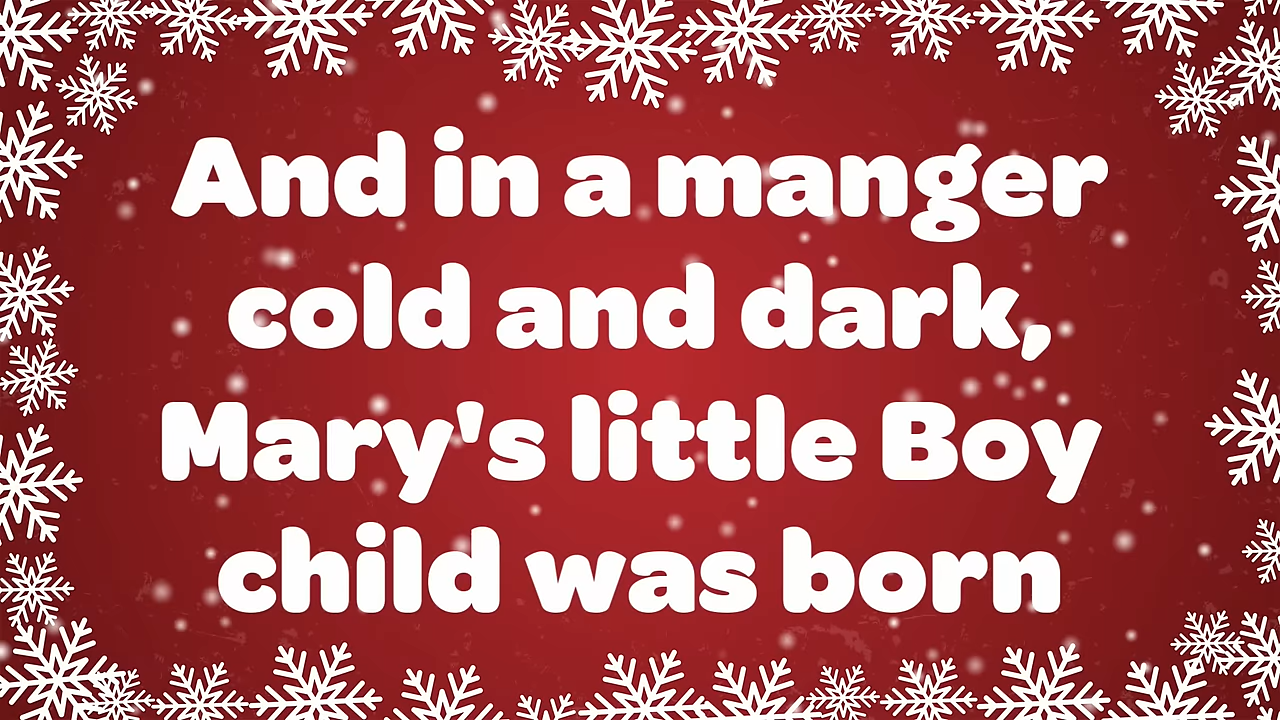 And in a manger
cold and dark,
Mary's little Boy
child was born